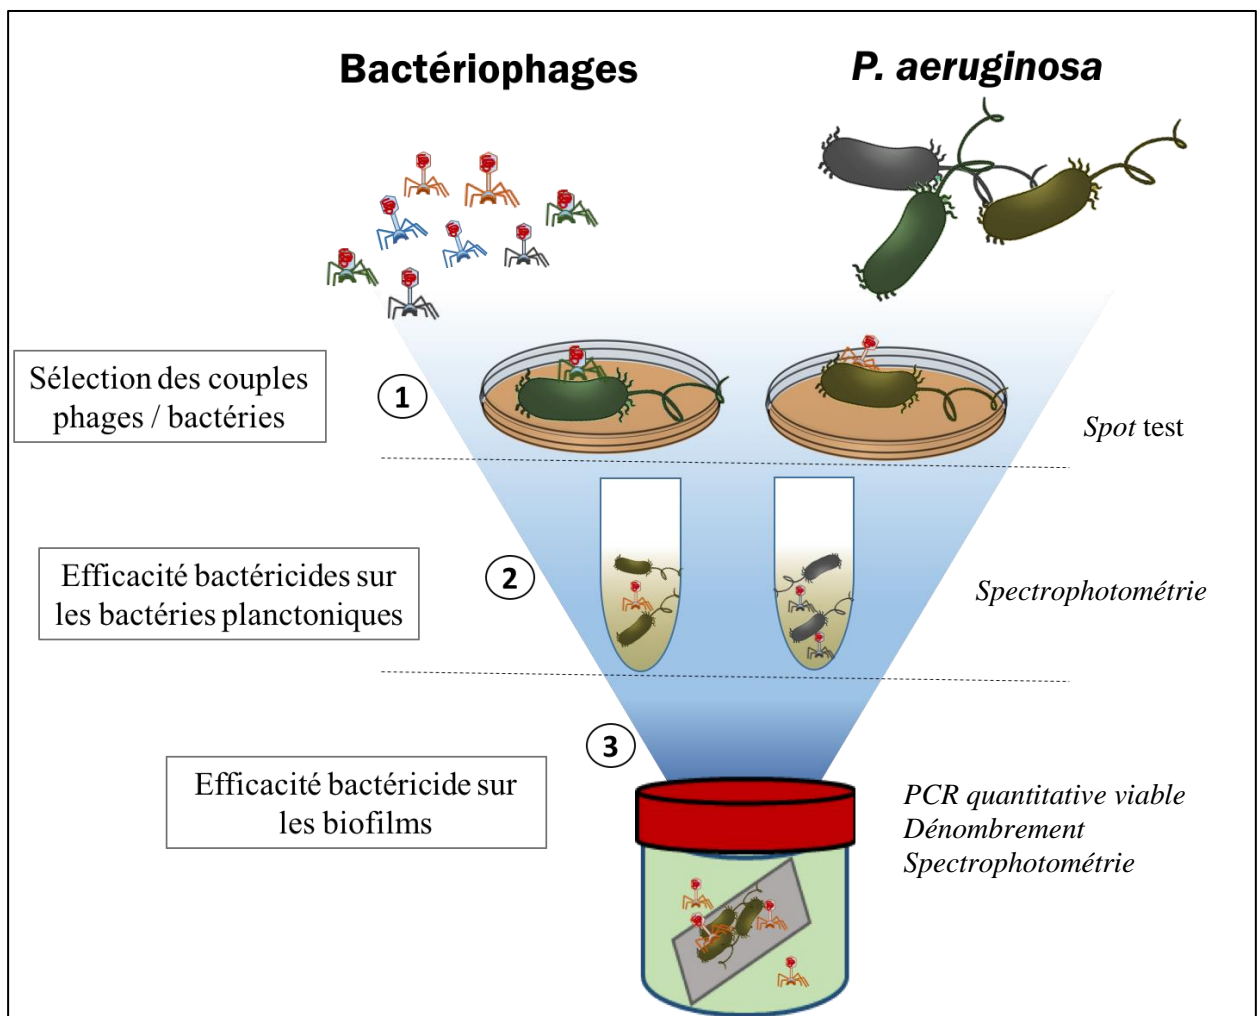 Bactériophages
P. aeruginosa
Sélection des couples
phages / bactéries
1
Spot test
Efficacité bactéricides sur
les bactéries planctoniques
2
Spectrophotométrie
3
Efficacité bactéricide sur
les biofilms
PCR quantitative viable
Dénombrement
Spectrophotométrie